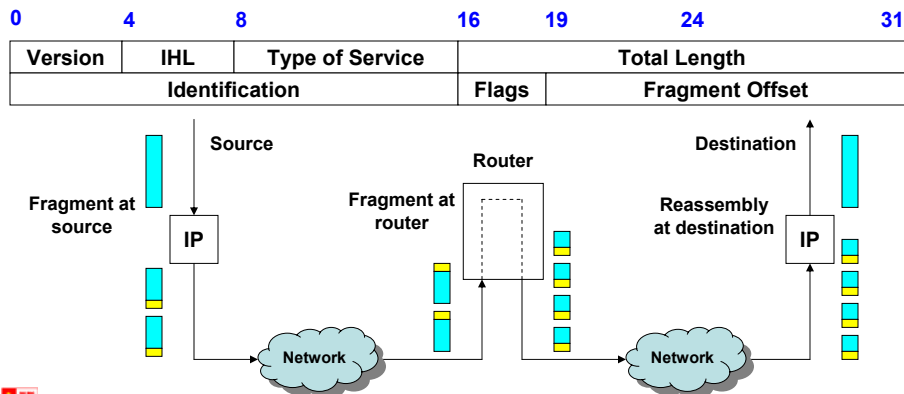 0 4 8 16 19 24 31
Version IHL Type of Service Total Length
Identification Flags Fragment Offset
Source
Destination
Router
Fragment at
source
Fragment at
router
Reassembly
at destination
IP
IP
Network
Network